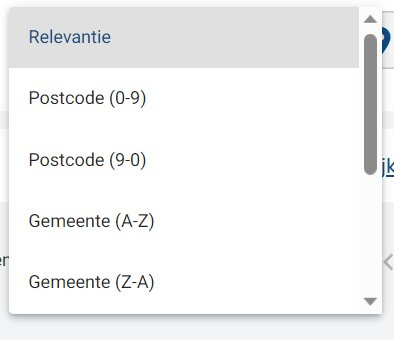 Relevantie
Postcode (0-9)
Postcode (9-0)
Gemeente (A-Z)
Gemeente (Z-A)